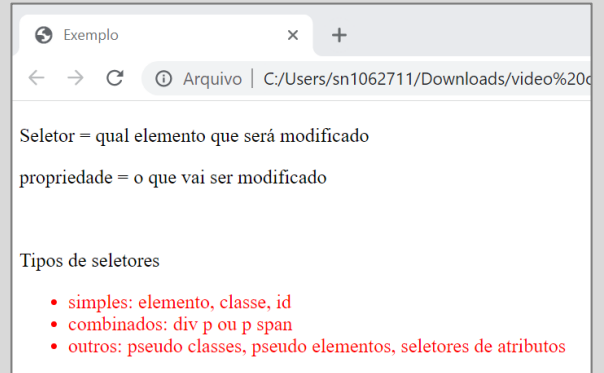 Exemplo
Arquivo | C:/Users/sn1062711/Downloads/video%20
Seletor = qual elemento que será modificado
propriedade = o que vai ser modificado
Tipos de seletores
• simples: elemento, classe, id
• combinados: div p ou p span
• outros: pseudo classes, pseudo elementos, seletores de atributos